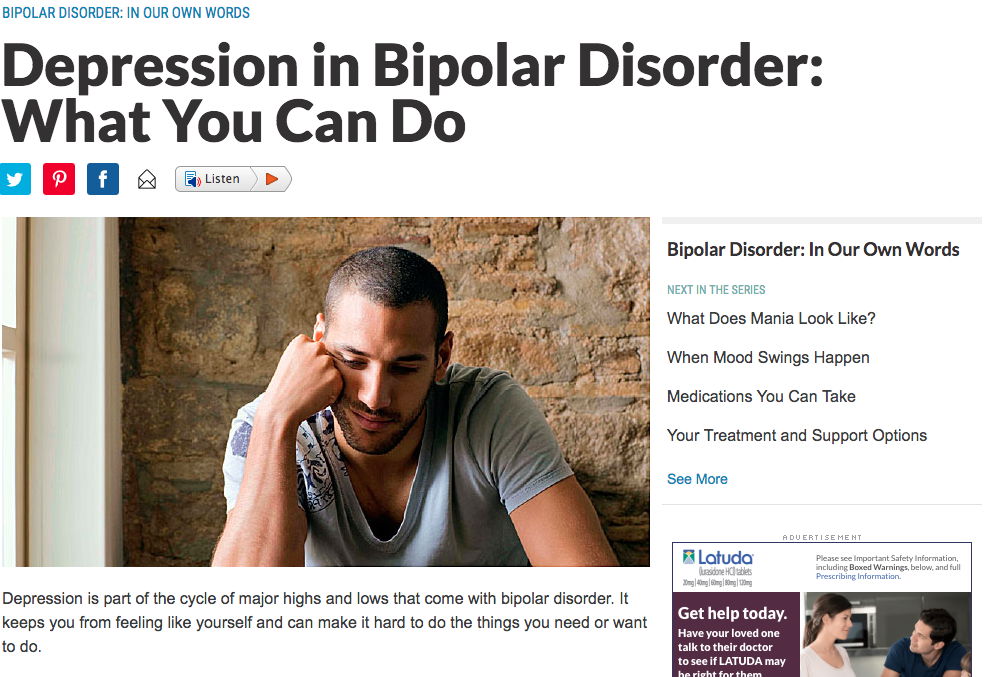 BIPOLAR DISORDER: IN OUR OWN WORDS
Depression in Bipolar Disorder:
What You Can Do
Listen
Depression is part of the cycle of major highs and lows that come with bipolar disorder. It
keeps you from feeling like yourself and can make it hard to do the things you need or want
to do.
Bipolar Disorder: In Our Own Words
NEXT IN THE SERIES
What Does Mania Look Like?
When Mood Swings Happen
Medications You Can Take
Your Treatment and Support Options
See More
ADVERTISEMENT
Latuda
(lurasidone HCl) tablets
20mg | 40mg | 60mg | 80mg | 120mg
Please see Important Safety Information,
including Boxed Warnings, below, and full
Prescribing Information.
Get help today.
Have your loved one
talk to their doctor
to see if LATUDA may
be right for them